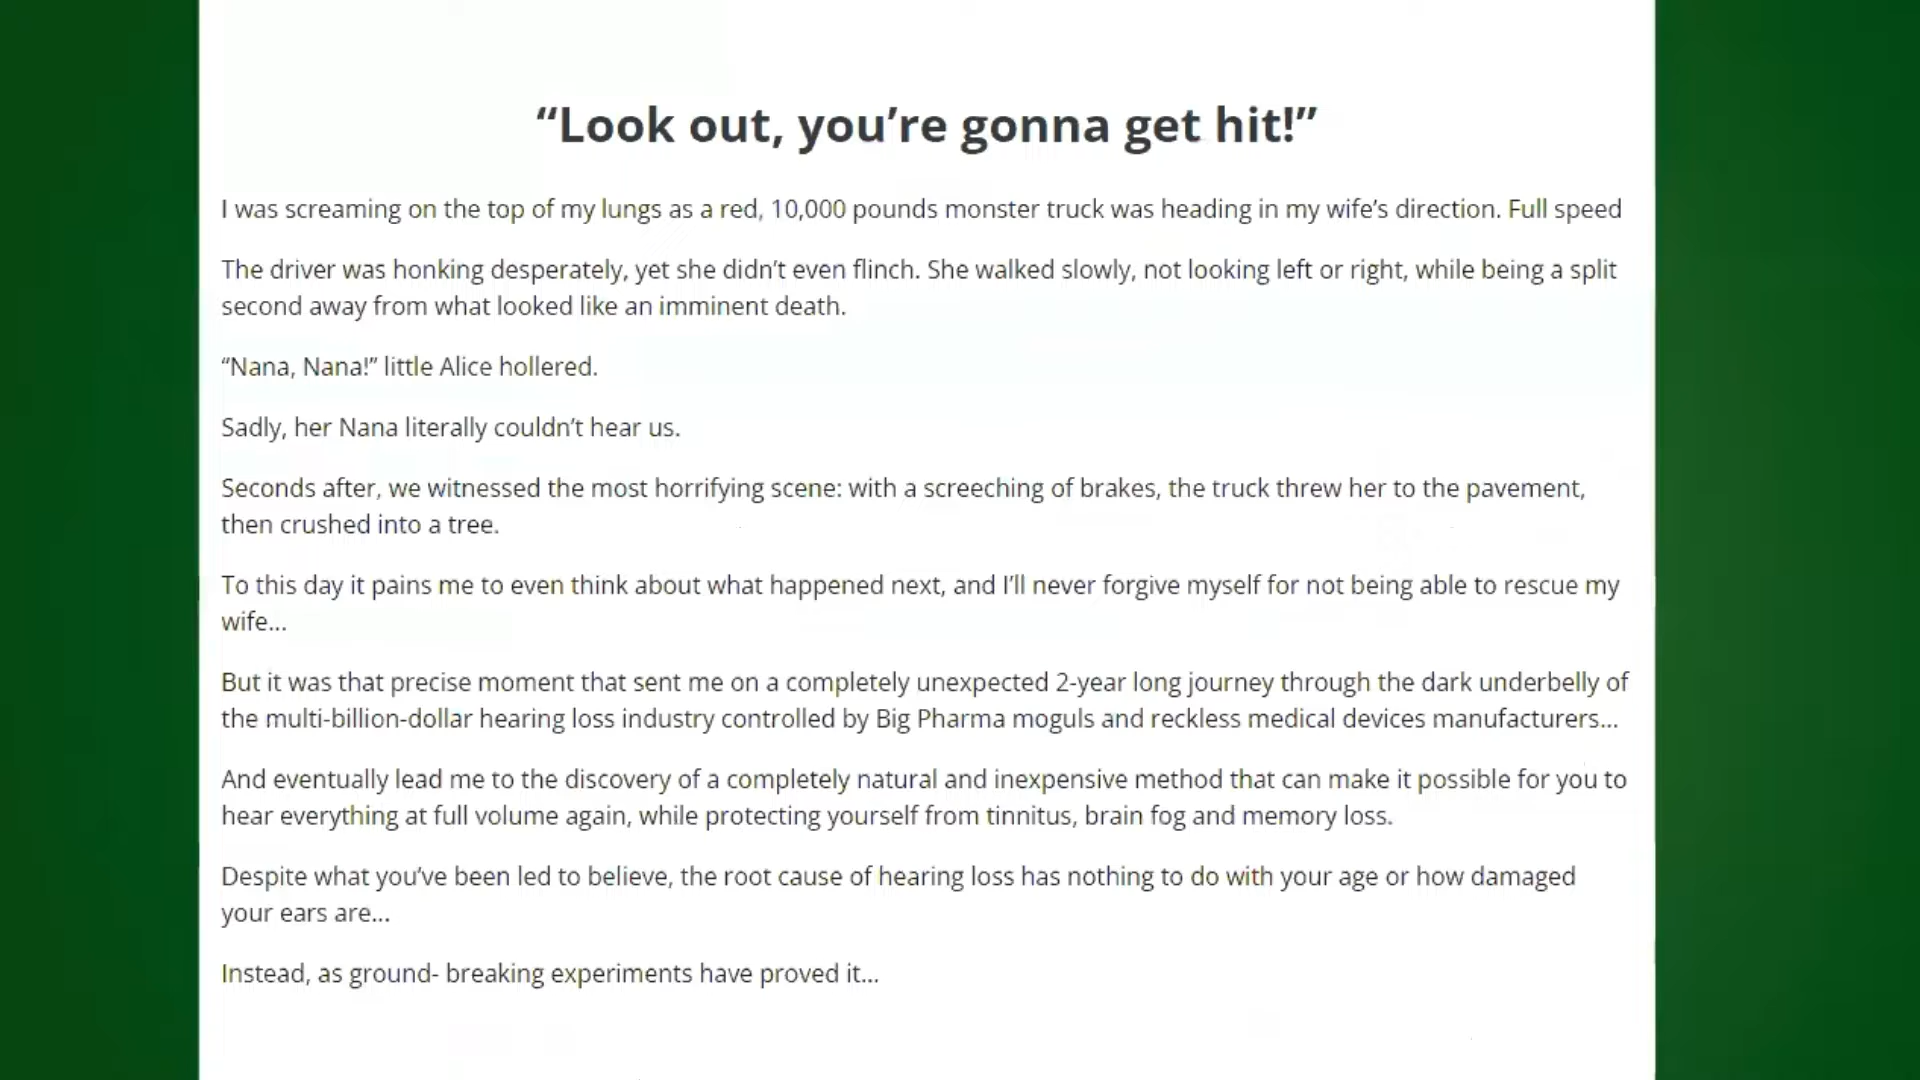 “Look out, you’re gonna get hit!”
I was screaming on the top of my lungs as a red, 10,000 pounds monster truck was heading in my wife’s direction. Full speed
The driver was honking desperately, yet she didn’t even flinch. She walked slowly, not looking left or right, while being a split
second away from what looked like an imminent death.
“Nana, Nana!” little Alice hollered.
Sadly, her Nana literally couldn’t hear us.
Seconds after, we witnessed the most horrifying scene: with a screeching of brakes, the truck threw her to the pavement,
then crushed into a tree.
To this day it pains me to even think about what happened next, and I’ll never forgive myself for not being able to rescue my
wife...
But it was that precise moment that sent me on a completely unexpected 2-year long journey through the dark underbelly of
the multi-billion-dollar hearing loss industry controlled by Big Pharma moguls and reckless medical devices manufacturers...
And eventually lead me to the discovery of a completely natural and inexpensive method that can make it possible for you to
hear everything at full volume again, while protecting yourself from tinnitus, brain fog and memory loss.
Despite what you’ve been led to believe, the root cause of hearing loss has nothing to do with your age or how damaged
your ears are...
Instead, as ground- breaking experiments have proved it...